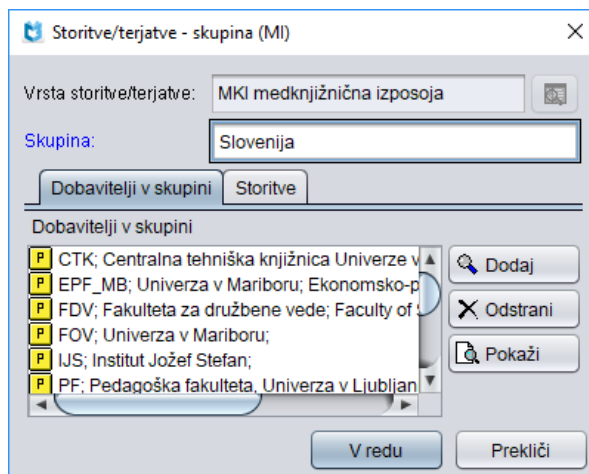 Storitve/terjatve - skupina (MI)
Vrsta storitve/terjatve: MKI medknjižnična izposoja
Skupina: Slovenija
Dobavitelji v skupini Storitve
Dobavitelji v skupini
P CTK; Centralna tehniška knjižnica Univerze v
P EPF_MB; Univerza v Mariboru; Ekonomsko-p
P FDV; Fakulteta za družbene vede; Faculty of
P FOV; Univerza v Mariboru;
P IJS; Institut Jožef Stefan;
P PF; Pedagoška fakulteta, Univerza v Ljubljan
Dodaj
Odstrani
Pokaži
V redu Prekliči